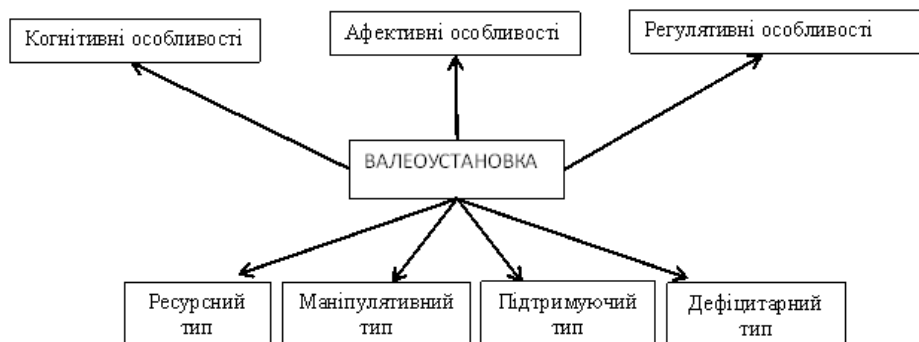 Когнітивні особливості
Афективні особливості
Регулятивні особливості
ВАЛЕОУСТАНОВКА
Ресурсний
тип
Маніпулятивний
тип
Підтримуючий
тип
Дефіцитарний
тип